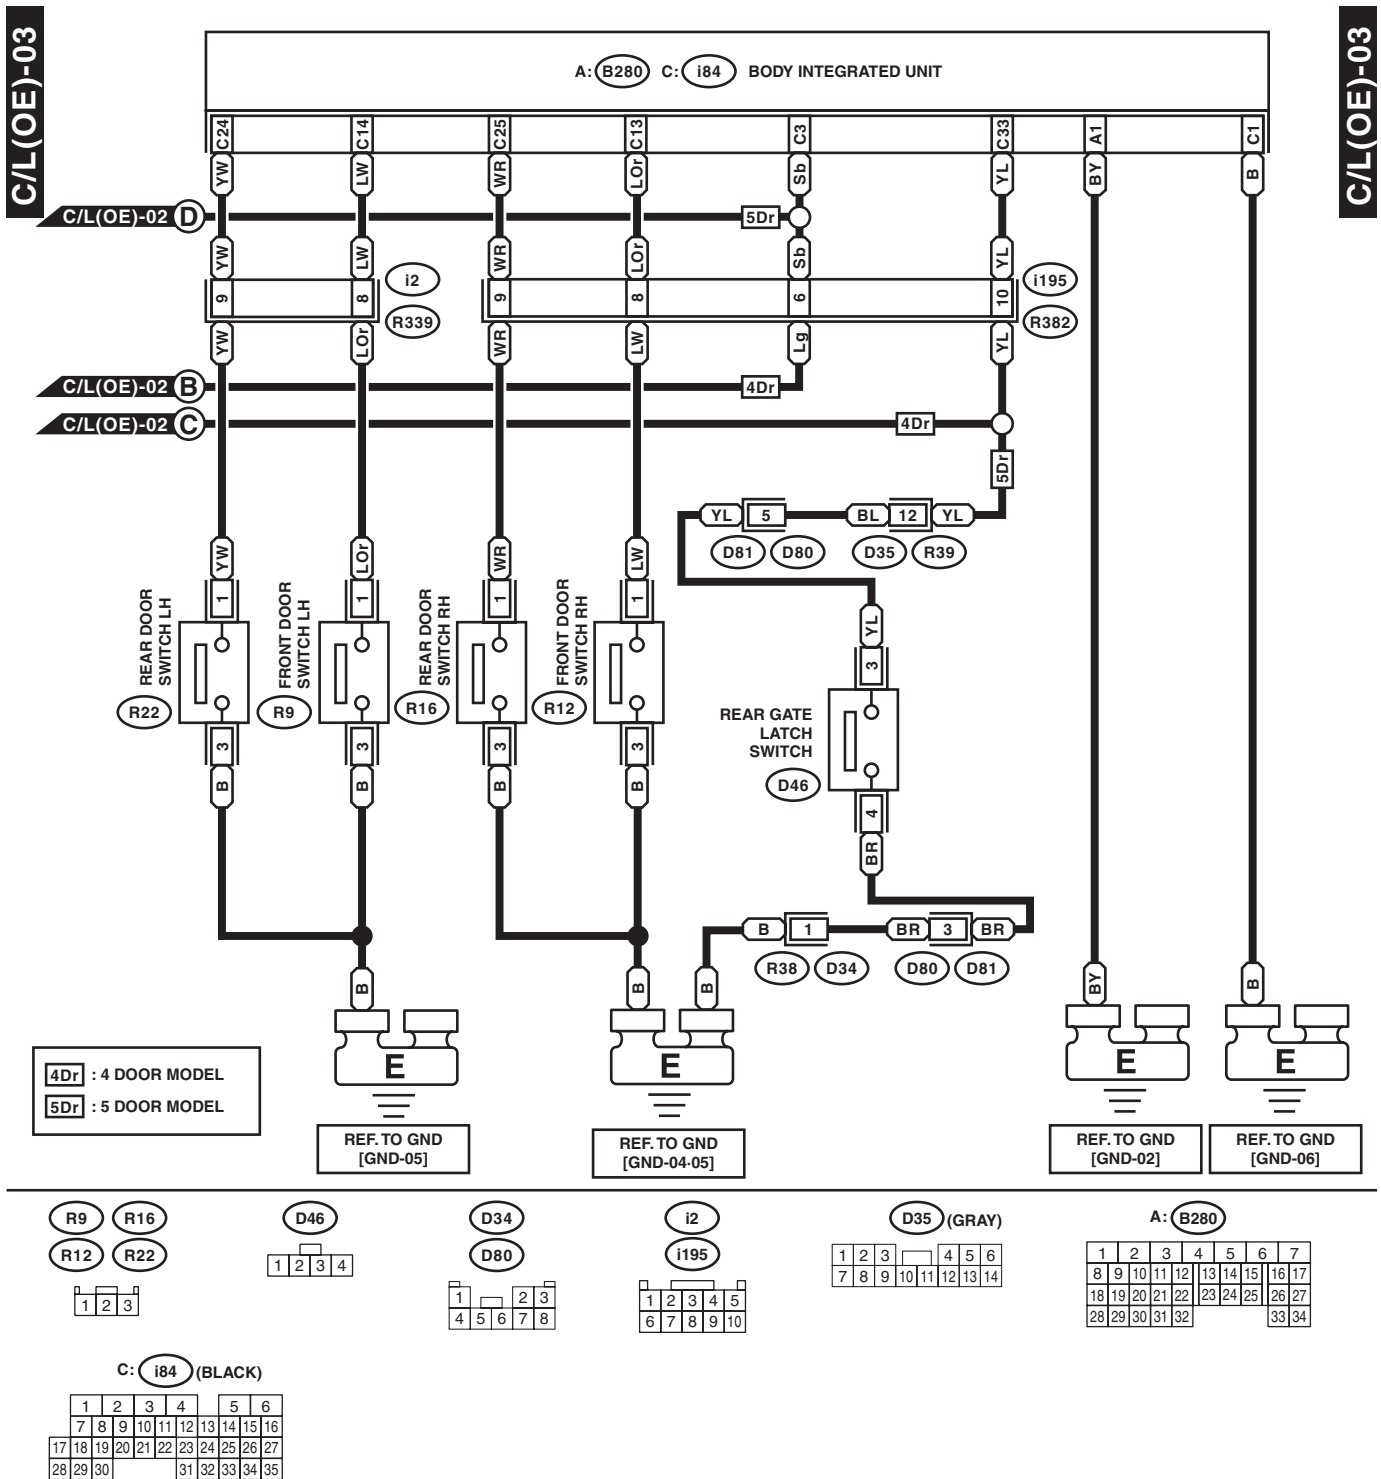 C/L(OE)-03
C/L(OE)-03
A: B280 C: i84 BODY INTEGRATED UNIT
C24 C14 C25 C13 C3 C33 A1 C1
YW LW WR LOr Sb YL BY B
C/L(OE)-02 D 5Dr
YW LW WR LOr Sb YL
9 8 i2 9 8 6 10 i195
R339 R382
YW LOr WR LW Lg YL
C/L(OE)-02 B 4Dr
C/L(OE)-02 C 4Dr
5Dr
YL 5 BL 12 YL
D81 D80 D35 R39
YW LOr WR LW
1 1 1 1
REAR DOOR
SWITCH LH
R22
FRONT DOOR
SWITCH LH
R9
REAR DOOR
SWITCH RH
R16
FRONT DOOR
SWITCH RH
R12
YL
3
REAR GATE
LATCH
SWITCH
D46
4
BR
3 3 3 3
B B B B
B 1 BR 3 BR
R38 D34 D80 D81
B B B BY B
E E E E
4Dr : 4 DOOR MODEL
5Dr : 5 DOOR MODEL
REF. TO GND
[GND-05]
REF. TO GND
[GND-04·05]
REF. TO GND
[GND-02]
REF. TO GND
[GND-06]
R9 R16
R12 R22
1 2 3
D46
1 2 3 4
D34
D80
1 2 3
4 5 6 7 8
i2
i195
1 2 3 4 5
6 7 8 9 10
D35 (GRAY)
1 2 3 4 5 6
7 8 9 10 11 12 13 14
A: B280
1 2 3 4 5 6 7
8 9 10 11 12 13 14 15 16 17
18 19 20 21 22 23 24 25 26 27
28 29 30 31 32 33 34
C: i84 (BLACK)
1 2 3 4 5 6
7 8 9 10 11 12 13 14 15 16
17 18 19 20 21 22 23 24 25 26 27
28 29 30 31 32 33 34 35